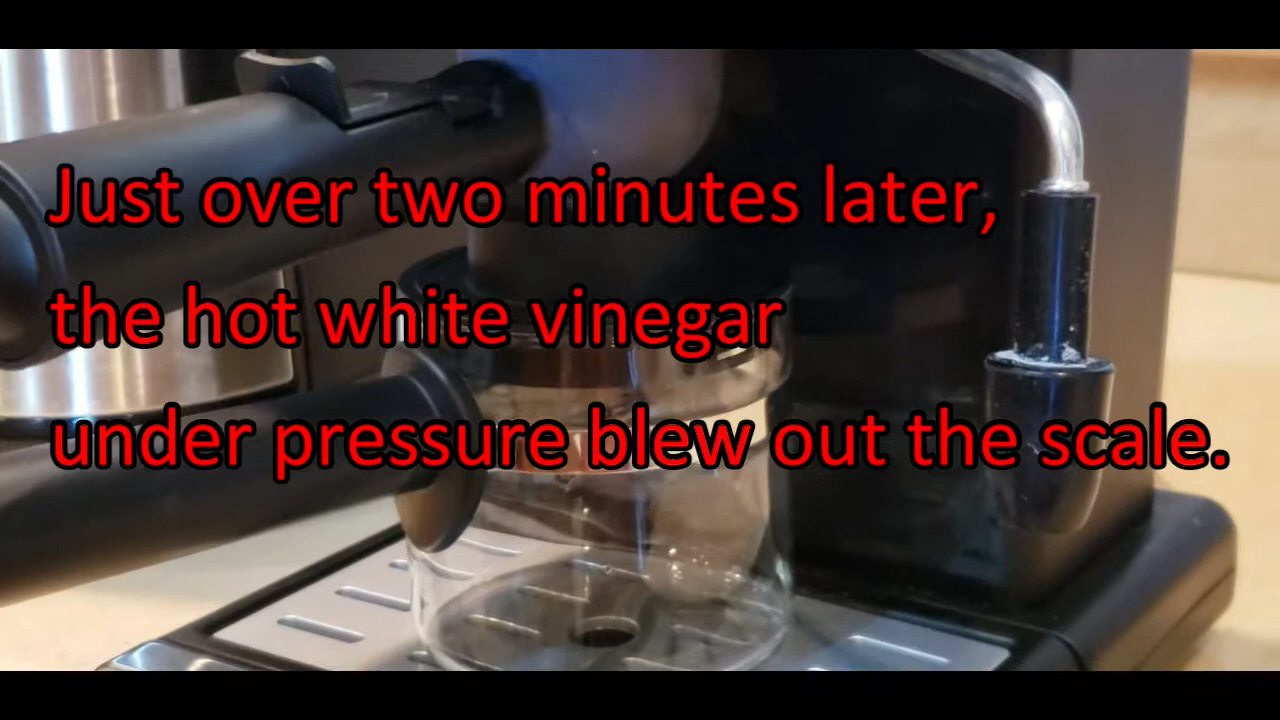 Just over two minutes later,
the hot white vinegar
under pressure blew out the scale.